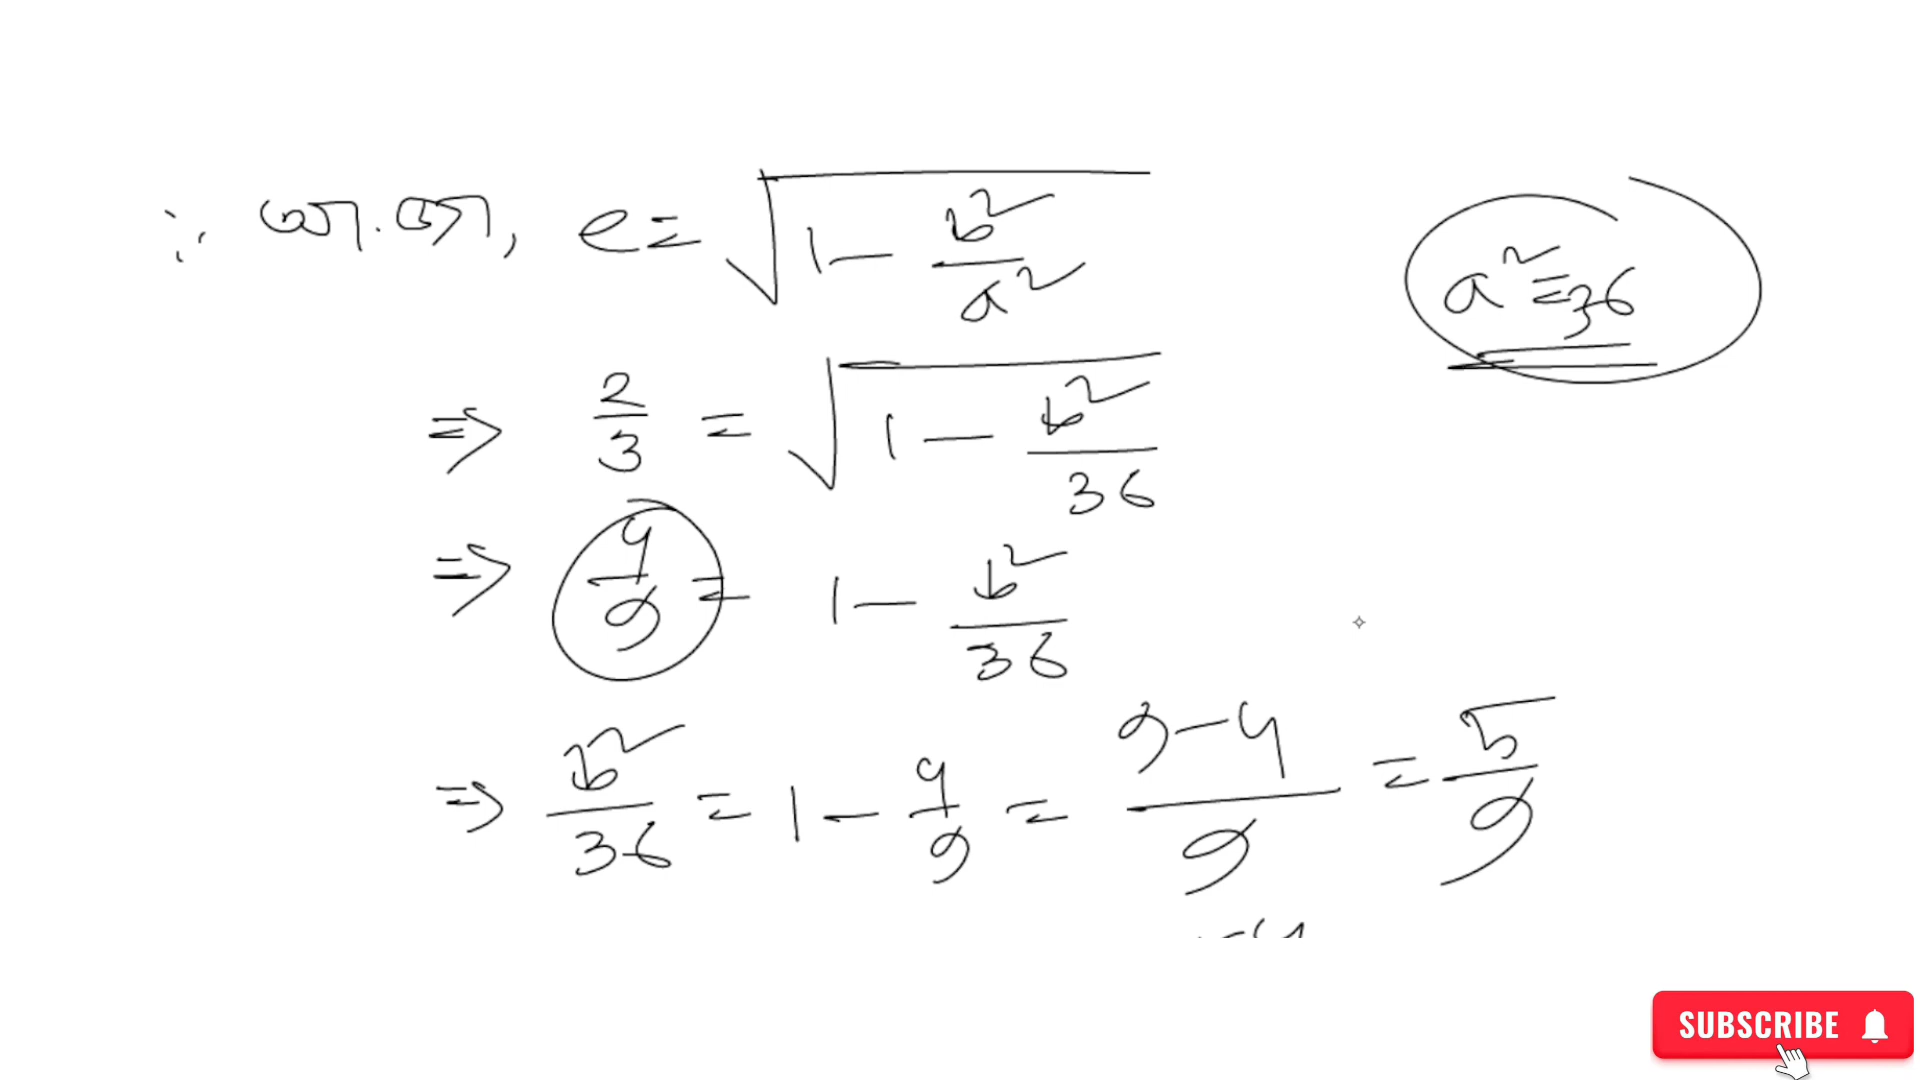 ∴ আমরা, e = √(1 − b²/a²)
a² = 36
⇒ 2/3 = √(1 − b²/36)
⇒ 4/9 = 1 − b²/36
⇒ b²/36 = 1 − 4/9 = (9−4)/9 = 5/9
SUBSCRIBE